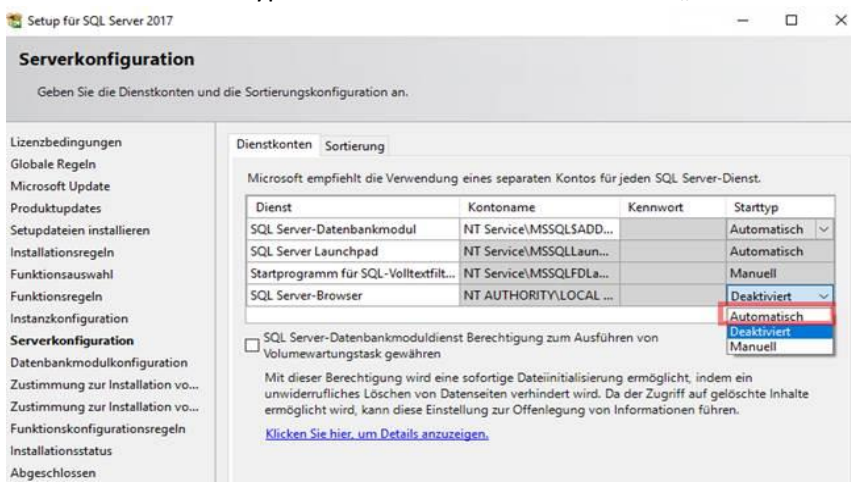 Setup für SQL Server 2017
Serverkonfiguration
Geben Sie die Dienstkonten und die Sortierungskonfiguration an.
Lizenzbedingungen
Globale Regeln
Microsoft Update
Produktupdates
Setupdateien installieren
Installationsregeln
Funktionsauswahl
Funktionsregeln
Instanzkonfiguration
Serverkonfiguration
Datenbankmodulkonfiguration
Zustimmung zur Installation vo...
Zustimmung zur Installation vo...
Funktionskonfigurationsregeln
Installationsstatus
Abgeschlossen
Dienstkonten Sortierung
Microsoft empfiehlt die Verwendung eines separaten Kontos für jeden SQL Server-Dienst.
Dienst Kontoname Kennwort Starttyp
SQL Server-Datenbankmodul NT Service\MSSQL$ADD... Automatisch
SQL Server Launchpad NT Service\MSSQLLaun... Automatisch
Startprogramm für SQL-Volltextfilt... NT Service\MSSQLFDLa... Manuell
SQL Server-Browser NT AUTHORITY\LOCAL ... Deaktiviert
Automatisch
Deaktiviert
Manuell
SQL Server-Datenbankmoduldienst Berechtigung zum Ausführen von
Volumewartungstask gewähren
Mit dieser Berechtigung wird eine sofortige Dateiinitialisierung ermöglicht, indem ein
unwiderrufliches Löschen von Datenseiten verhindert wird. Da der Zugriff auf gelöschte Inhalte
ermöglicht wird, kann diese Einstellung zur Offenlegung von Informationen führen.
Klicken Sie hier, um Details anzuzeigen.